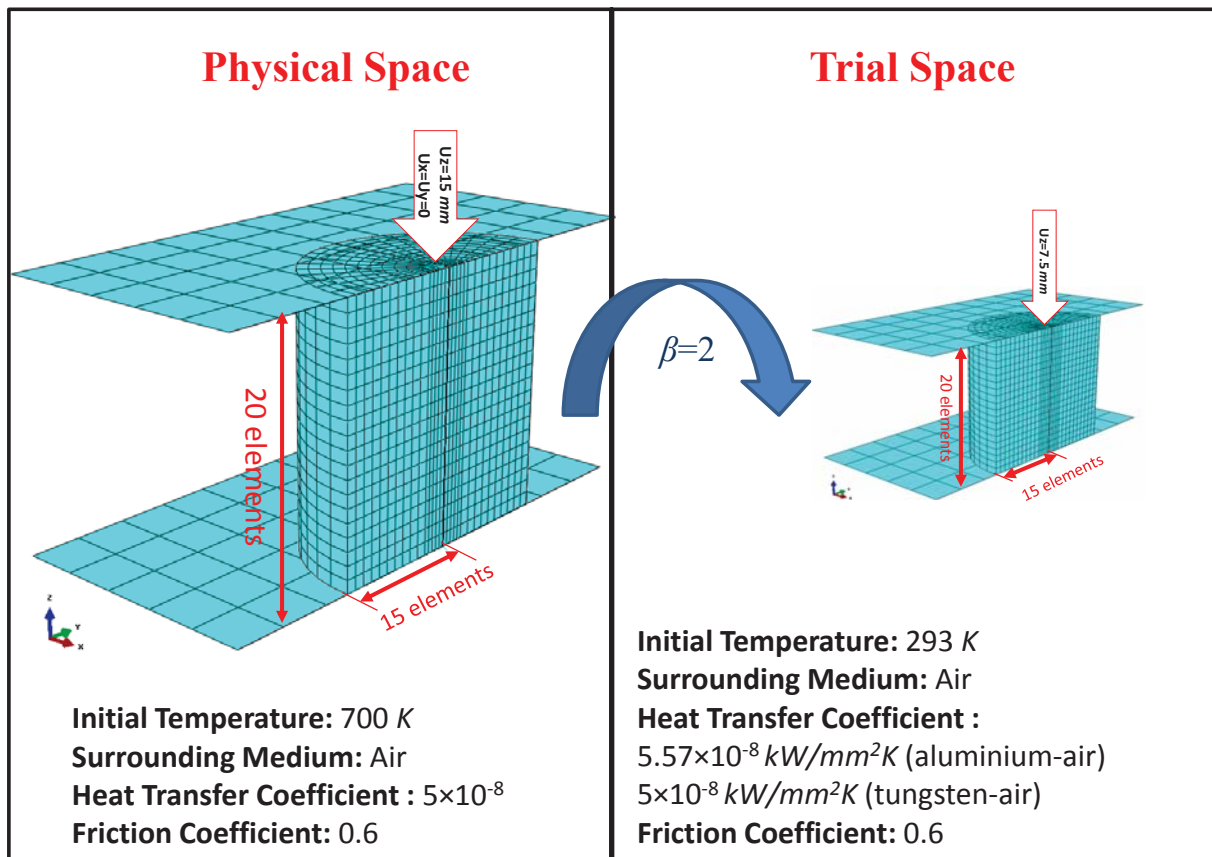 Physical Space
Uz=15 mm
Ux=Uy=0
20 elements
15 elements
z
Y
X
Initial Temperature: 700 K
Surrounding Medium: Air
Heat Transfer Coefficient : 5×10⁻⁸
Friction Coefficient: 0.6
β=2
Trial Space
Uz=7.5 mm
20 elements
15 elements
Initial Temperature: 293 K
Surrounding Medium: Air
Heat Transfer Coefficient :
5.57×10⁻⁸ kW/mm²K (aluminium-air)
5×10⁻⁸ kW/mm²K (tungsten-air)
Friction Coefficient: 0.6